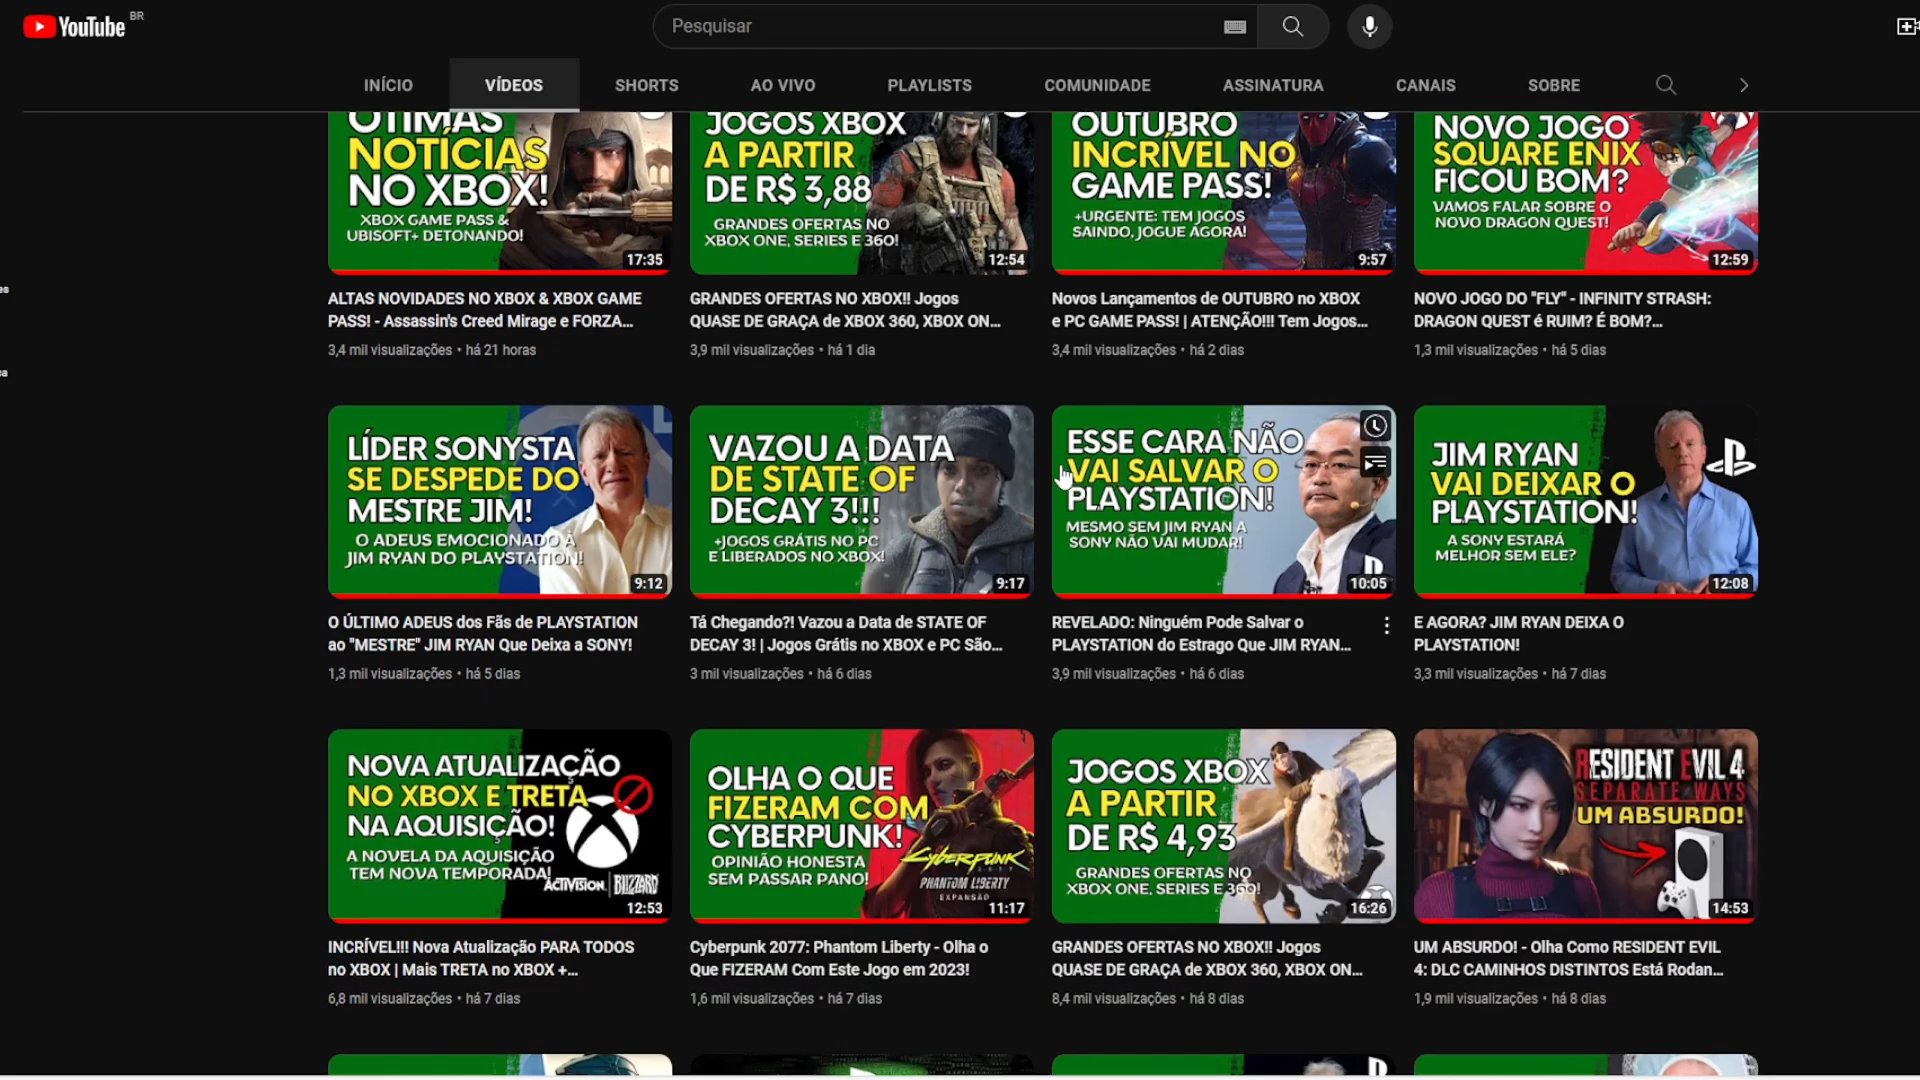 YouTube BR
Pesquisar
INÍCIO
VÍDEOS
SHORTS
AO VIVO
PLAYLISTS
COMUNIDADE
ASSINATURA
CANAIS
SOBRE
ÓTIMAS
NOTÍCIAS
NO XBOX!
XBOX GAME PASS &
UBISOFT+ DETONANDO!
17:35
JOGOS XBOX
A PARTIR
DE R$ 3,88
GRANDES OFERTAS NO
XBOX ONE, SERIES E 360!
12:54
OUTUBRO
INCRÍVEL NO
GAME PASS!
+URGENTE: TEM JOGOS
SAINDO, JOGUE AGORA!
9:57
NOVO JOGO
SQUARE ENIX
FICOU BOM?
VAMOS FALAR SOBRE O
NOVO DRAGON QUEST!
12:59
ALTAS NOVIDADES NO XBOX & XBOX GAME
PASS! - Assassin's Creed Mirage e FORZA...
3,4 mil visualizações • há 21 horas
GRANDES OFERTAS NO XBOX!! Jogos
QUASE DE GRAÇA de XBOX 360, XBOX ON...
3,9 mil visualizações • há 1 dia
Novos Lançamentos de OUTUBRO no XBOX
e PC GAME PASS! | ATENÇÃO!!! Tem Jogos...
3,4 mil visualizações • há 2 dias
NOVO JOGO DO "FLY" - INFINITY STRASH:
DRAGON QUEST é RUIM? É BOM?...
1,3 mil visualizações • há 5 dias
LÍDER SONYSTA
SE DESPEDE DO
MESTRE JIM!
O ADEUS EMOCIONADO À
JIM RYAN DO PLAYSTATION!
9:12
VAZOU A DATA
DE STATE OF
DECAY 3!!!
+JOGOS GRÁTIS NO PC
E LIBERADOS NO XBOX!
9:17
ESSE CARA NÃO
VAI SALVAR O
PLAYSTATION!
MESMO SEM JIM RYAN A
SONY NÃO VAI MUDAR!
10:05
JIM RYAN
VAI DEIXAR O
PLAYSTATION!
A SONY ESTARÁ
MELHOR SEM ELE?
12:08
O ÚLTIMO ADEUS dos Fãs de PLAYSTATION
ao "MESTRE" JIM RYAN Que Deixa a SONY!
1,3 mil visualizações • há 5 dias
Tá Chegando?! Vazou a Data de STATE OF
DECAY 3! | Jogos Grátis no XBOX e PC São...
3 mil visualizações • há 6 dias
REVELADO: Ninguém Pode Salvar o
PLAYSTATION do Estrago Que JIM RYAN...
3,9 mil visualizações • há 6 dias
E AGORA? JIM RYAN DEIXA O
PLAYSTATION!
3,3 mil visualizações • há 7 dias
NOVA ATUALIZAÇÃO
NO XBOX E TRETA
NA AQUISIÇÃO!
A NOVELA DA AQUISIÇÃO
TEM NOVA TEMPORADA!
ACTIVISION BLIZZARD
12:53
OLHA O QUE
FIZERAM COM
CYBERPUNK!
OPINIÃO HONESTA
SEM PASSAR PANO!
Cyberpunk
2077
PHANTOM LIBERTY
EXPANSÃO
11:17
JOGOS XBOX
A PARTIR
DE R$ 4,93
GRANDES OFERTAS NO
XBOX ONE, SERIES E 360!
16:26
RESIDENT EVIL 4
SEPARATE WAYS
UM ABSURDO!
14:53
INCRÍVEL!!! Nova Atualização PARA TODOS
no XBOX | Mais TRETA no XBOX +...
6,8 mil visualizações • há 7 dias
Cyberpunk 2077: Phantom Liberty - Olha o
Que FIZERAM Com Este Jogo em 2023!
1,6 mil visualizações • há 7 dias
GRANDES OFERTAS NO XBOX!! Jogos
QUASE DE GRAÇA de XBOX 360, XBOX ON...
8,4 mil visualizações • há 8 dias
UM ABSURDO! - Olha Como RESIDENT EVIL
4: DLC CAMINHOS DISTINTOS Está Rodan...
1,9 mil visualizações • há 8 dias